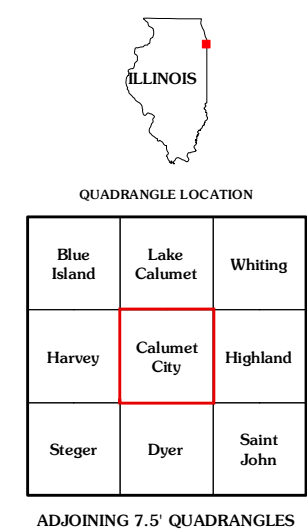 ILLINOIS
QUADRANGLE LOCATION
Blue
Island
Lake
Calumet
Whiting
Harvey
Calumet
City
Highland
Steger
Dyer
Saint
John
ADJOINING 7.5' QUADRANGLES